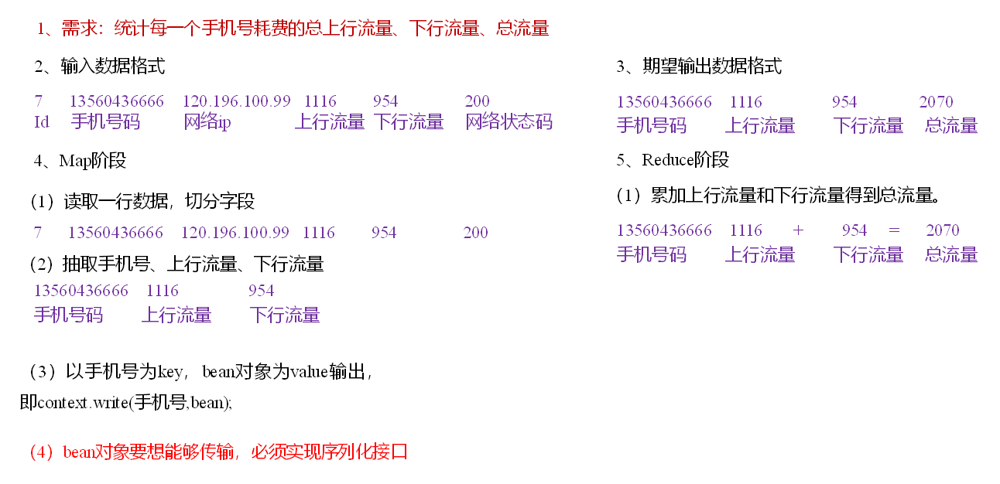 1、需求：统计每一个手机号耗费的总上行流量、下行流量、总流量
2、输入数据格式
7 13560436666 120.196.100.99 1116 954 200
Id 手机号码 网络ip 上行流量 下行流量 网络状态码
3、期望输出数据格式
13560436666 1116 954 2070
手机号码 上行流量 下行流量 总流量
4、Map阶段
（1）读取一行数据，切分字段
7 13560436666 120.196.100.99 1116 954 200
（2）抽取手机号、上行流量、下行流量
13560436666 1116 954
手机号码 上行流量 下行流量
（3）以手机号为key，bean对象为value输出，
即context.write(手机号,bean);
（4）bean对象要想能够传输，必须实现序列化接口
5、Reduce阶段
（1）累加上行流量和下行流量得到总流量。
13560436666 1116 + 954 = 2070
手机号码 上行流量 下行流量 总流量